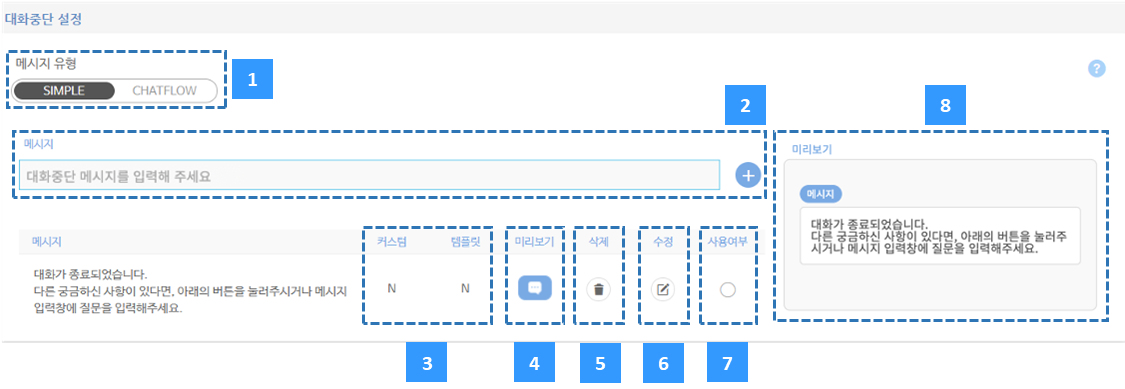 대화중단 설정
메시지 유형
SIMPLE CHATFLOW
1
?
2
8
메시지
대화중단 메시지를 입력해 주세요
미리보기
메시지
대화가 종료되었습니다.
다른 궁금하신 사항이 있다면, 아래의 버튼을 눌러주
시거나 메시지 입력창에 질문을 입력해주세요.
메시지 커스텀 템플릿 미리보기 삭제 수정 사용여부
대화가 종료되었습니다.
다른 궁금하신 사항이 있다면, 아래의 버튼을 눌러주시거나 메시지
입력창에 질문을 입력해주세요.
N N
3 4 5 6 7